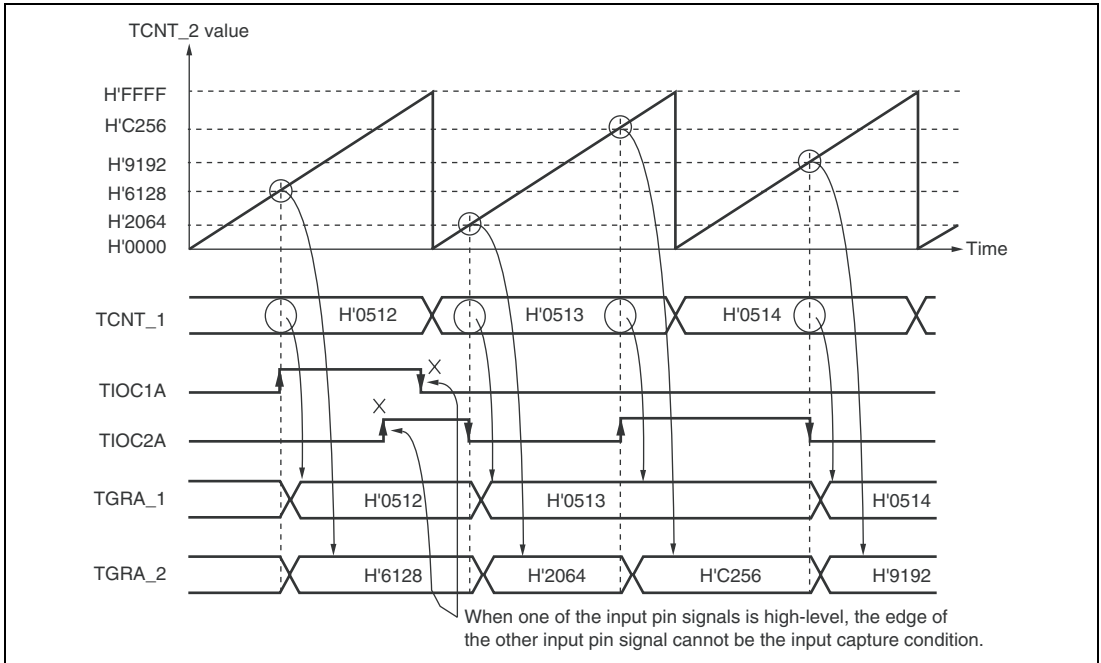 TCNT_2 value
H'FFFF
H'C256
H'9192
H'6128
H'2064
H'0000
Time
TCNT_1 H'0512 H'0513 H'0514
TIOC1A X
X
TIOC2A
TGRA_1 H'0512 H'0513 H'0514
TGRA_2 H'6128 H'2064 H'C256 H'9192
When one of the input pin signals is high-level, the edge of
the other input pin signal cannot be the input capture condition.